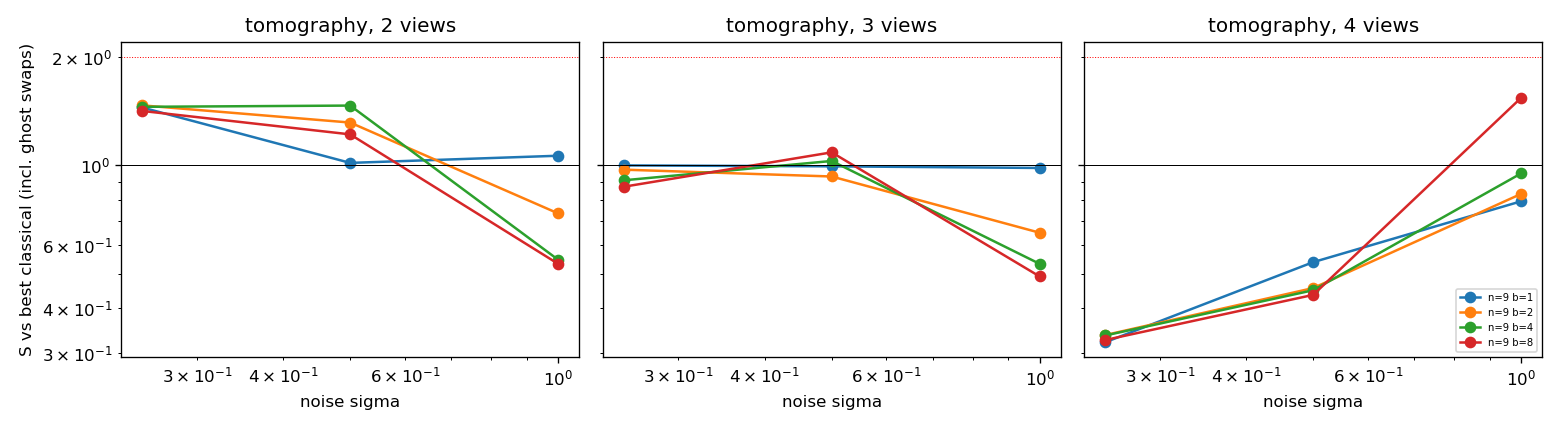 tomography, 2 views
tomography, 3 views
tomography, 4 views
S vs best classical (incl. ghost swaps)
2 × 10⁰
10⁰
6 × 10⁻¹
4 × 10⁻¹
3 × 10⁻¹
3 × 10⁻¹ 4 × 10⁻¹ 6 × 10⁻¹ 10⁰
noise sigma
3 × 10⁻¹ 4 × 10⁻¹ 6 × 10⁻¹ 10⁰
noise sigma
n=9 b=1
n=9 b=2
n=9 b=4
n=9 b=8
3 × 10⁻¹ 4 × 10⁻¹ 6 × 10⁻¹ 10⁰
noise sigma